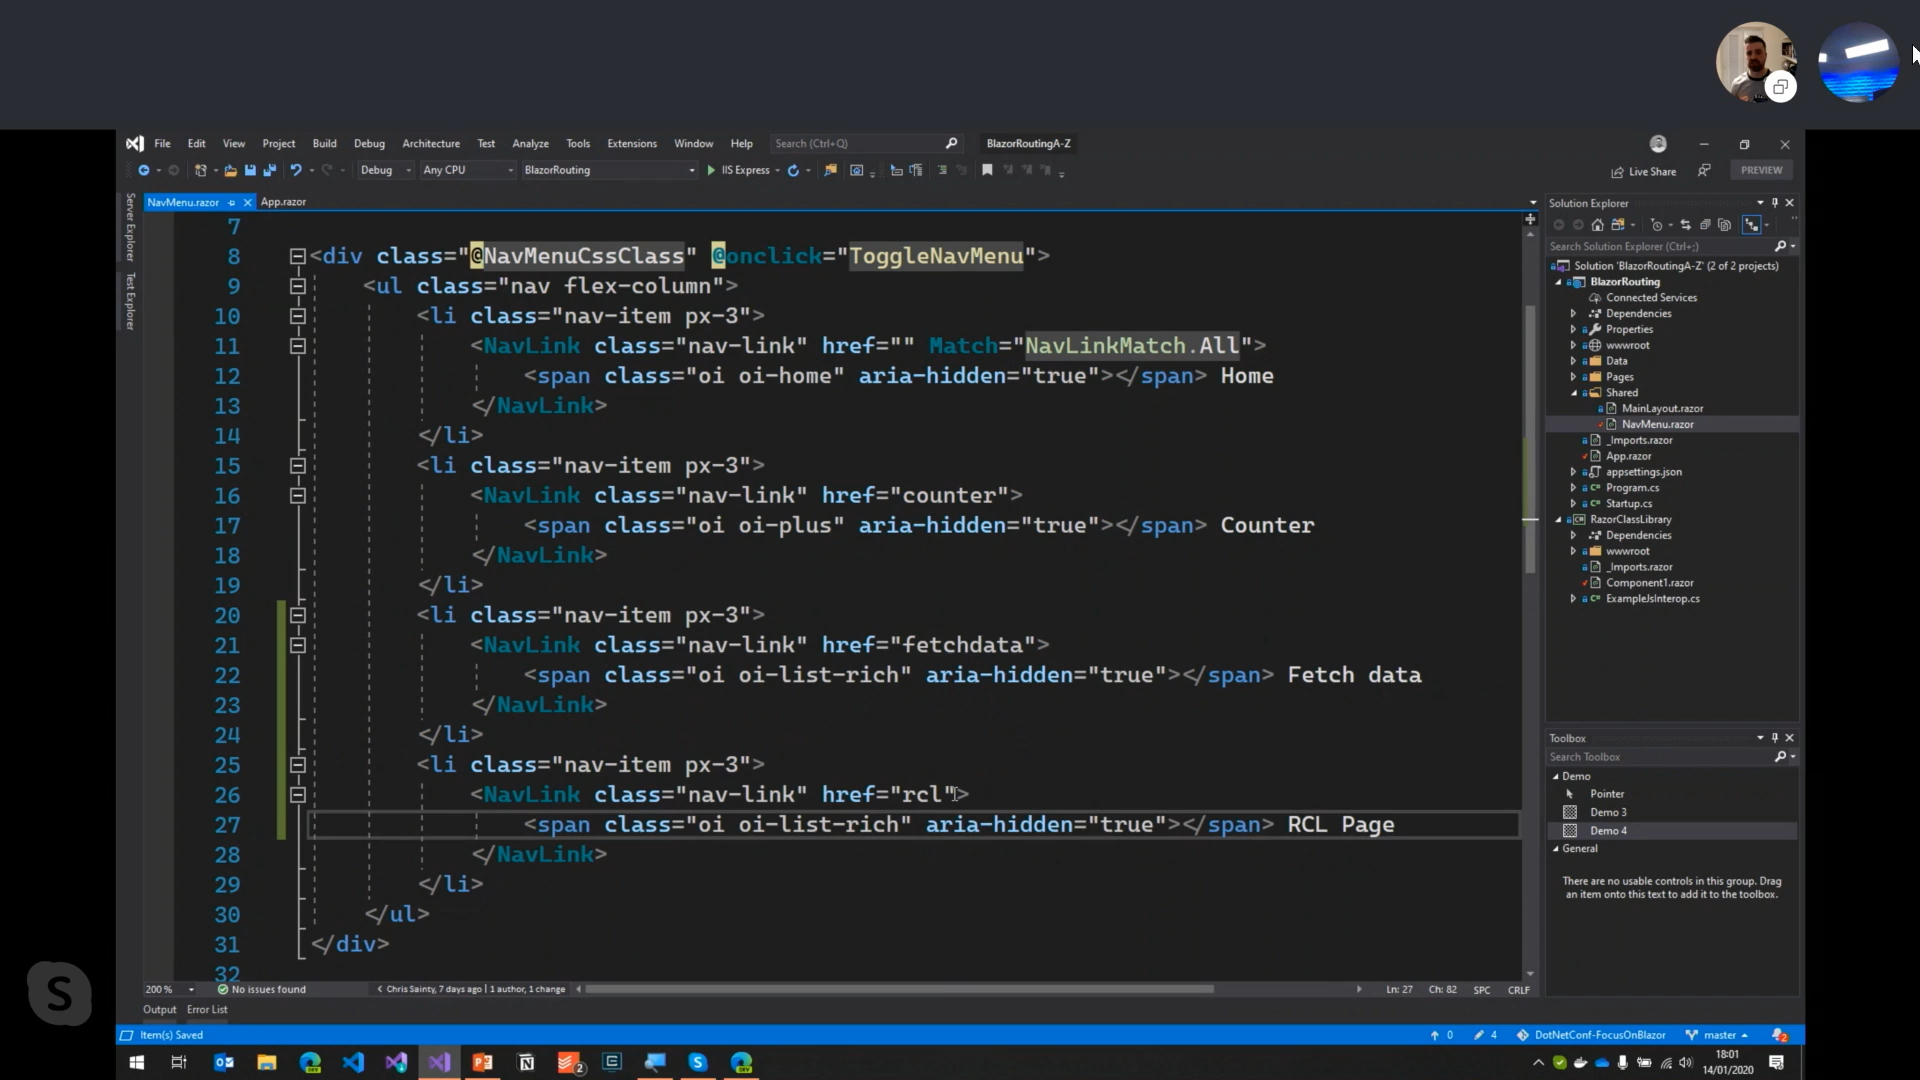 File Edit View Project Build Debug Architecture Test Analyze Tools Extensions Window Help Search (Ctrl+Q) BlazorRoutingA-Z
Debug Any CPU BlazorRouting IIS Express Live Share PREVIEW
Server Explorer
Test Explorer
NavMenu.razor App.razor
7
8 <div class="@NavMenuCssClass" @onclick="ToggleNavMenu">
9 <ul class="nav flex-column">
10 <li class="nav-item px-3">
11 <NavLink class="nav-link" href="" Match="NavLinkMatch.All">
12 <span class="oi oi-home" aria-hidden="true"></span> Home
13 </NavLink>
14 </li>
15 <li class="nav-item px-3">
16 <NavLink class="nav-link" href="counter">
17 <span class="oi oi-plus" aria-hidden="true"></span> Counter
18 </NavLink>
19 </li>
20 <li class="nav-item px-3">
21 <NavLink class="nav-link" href="fetchdata">
22 <span class="oi oi-list-rich" aria-hidden="true"></span> Fetch data
23 </NavLink>
24 </li>
25 <li class="nav-item px-3">
26 <NavLink class="nav-link" href="rcl">
27 <span class="oi oi-list-rich" aria-hidden="true"></span> RCL Page
28 </NavLink>
29 </li>
30 </ul>
31 </div>
32
200 % No issues found Chris Sainty, 7 days ago | 1 author, 1 change Ln: 27 Ch: 82 SPC CRLF
Output Error List
Solution Explorer
Search Solution Explorer (Ctrl+;)
Solution 'BlazorRoutingA-Z' (2 of 2 projects)
BlazorRouting
Connected Services
Dependencies
Properties
wwwroot
Data
Pages
Shared
MainLayout.razor
NavMenu.razor
_Imports.razor
App.razor
appsettings.json
Program.cs
Startup.cs
RazorClassLibrary
Dependencies
wwwroot
_Imports.razor
Component1.razor
ExampleJsInterop.cs
Toolbox
Search Toolbox
Demo
Pointer
Demo 3
Demo 4
General
There are no usable controls in this group. Drag
an item onto this text to add it to the toolbox.
Item(s) Saved 0 4 DotNetConf-FocusOnBlazor master 2
18:01
14/01/2020